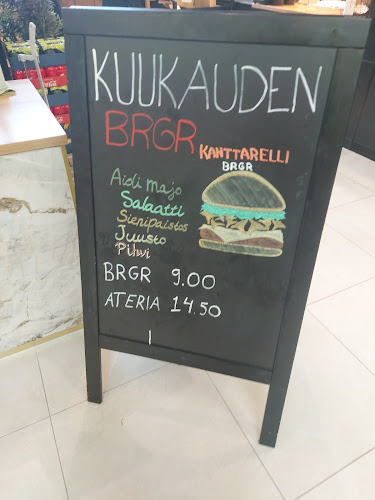 KUUKAUDEN
BRGR
KANTTARELLI
BRGR
Aioli majo
Salaatti
Sienipaistos
Juusto
Pihvi
BRGR 9.00
ATERIA 14.50